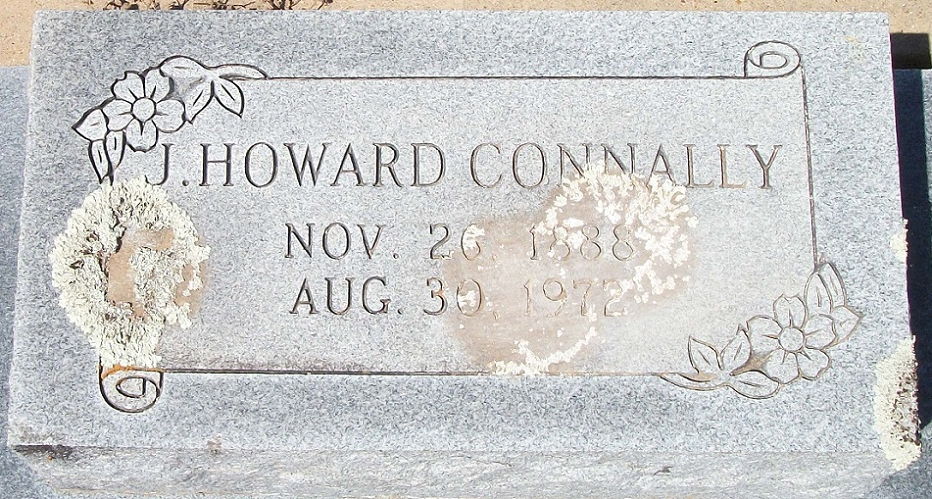 J. HOWARD CONNALLY
NOV. 26, 1888
AUG. 30, 1972